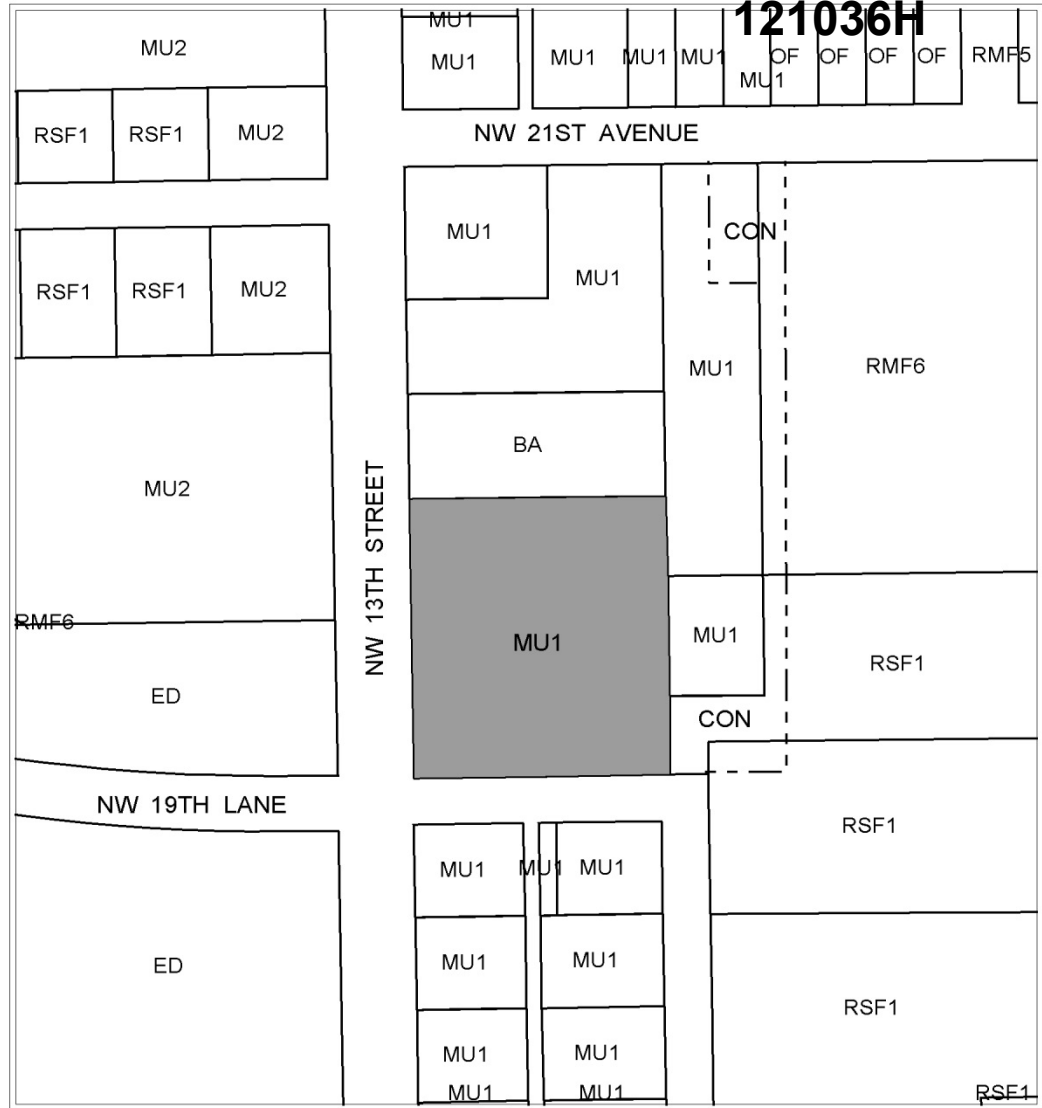 121036H
MU1
MU2
MU1
MU1
MU1
MU1
MU1
OF
OF
OF
OF
RMF5
RSF1
RSF1
MU2
NW 21ST AVENUE
MU1
CON
MU1
RSF1
RSF1
MU2
MU1
RMF6
BA
MU2
NW 13TH STREET
RMF6
MU1
MU1
RSF1
ED
CON
NW 19TH LANE
RSF1
MU1
MU1
MU1
MU1
MU1
ED
RSF1
MU1
MU1
MU1
MU1
RSF1